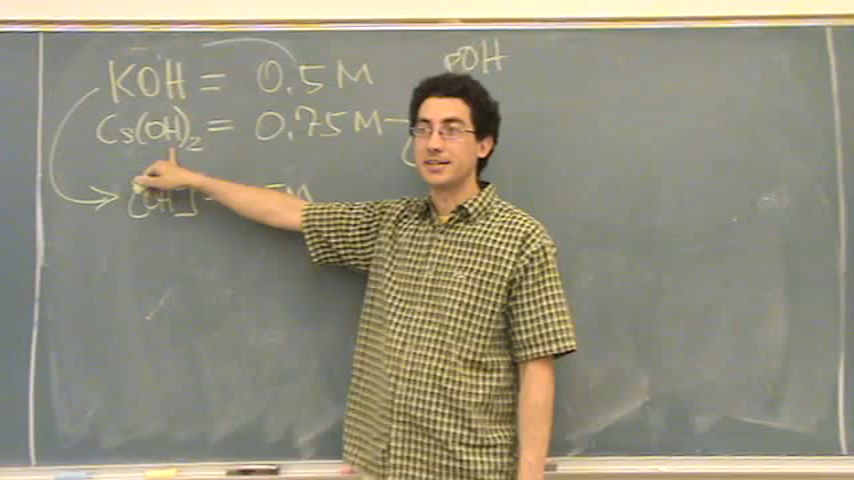 KOH = 0.5 M
pOH
Cs(OH)2 = 0.75 M
[OH]